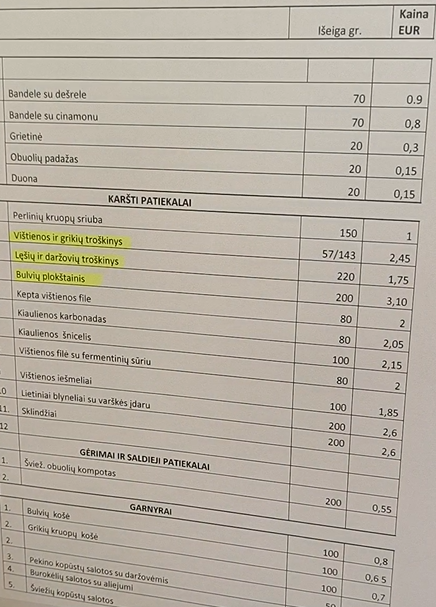 Išeiga gr. Kaina EUR
Bandelė su dešrele 70 0.9
Bandelė su cinamonu 70 0,8
Grietinė 20 0,3
Obuolių padažas 20 0,15
Duona 20 0,15
KARŠTI PATIEKALAI
Perlinių kruopų sriuba 150 1
Vištienos ir grikių troškinys 57/143 2,45
Lęšių ir daržovių troškinys 220 1,75
Bulvių plokštainis 200 3,10
Kepta vištienos file 80 2
Kiaulienos karbonadas 80 2,05
Kiaulienos šnicelis 100 2,15
Vištienos filė su fermentinių sūriu 80 2
Vištienos iešmeliai 100 1,85
.0 Lietiniai blyneliai su varškės įdaru 200 2,6
11. Sklindžiai 200 2,6
12
GĖRIMAI IR SALDIEJI PATIEKALAI
1. Šviež. obuolių kompotas 200 0,55
2.
GARNYRAI
1. Bulvių košė 100 0,8
2. Grikių kruopų košė 100 0,65
2.
3. Pekino kopūstų salotos su daržovėmis 100 0,7
4. Burokėlių salotos su aliejumi 50
5. Šviežių kopūstų salotos